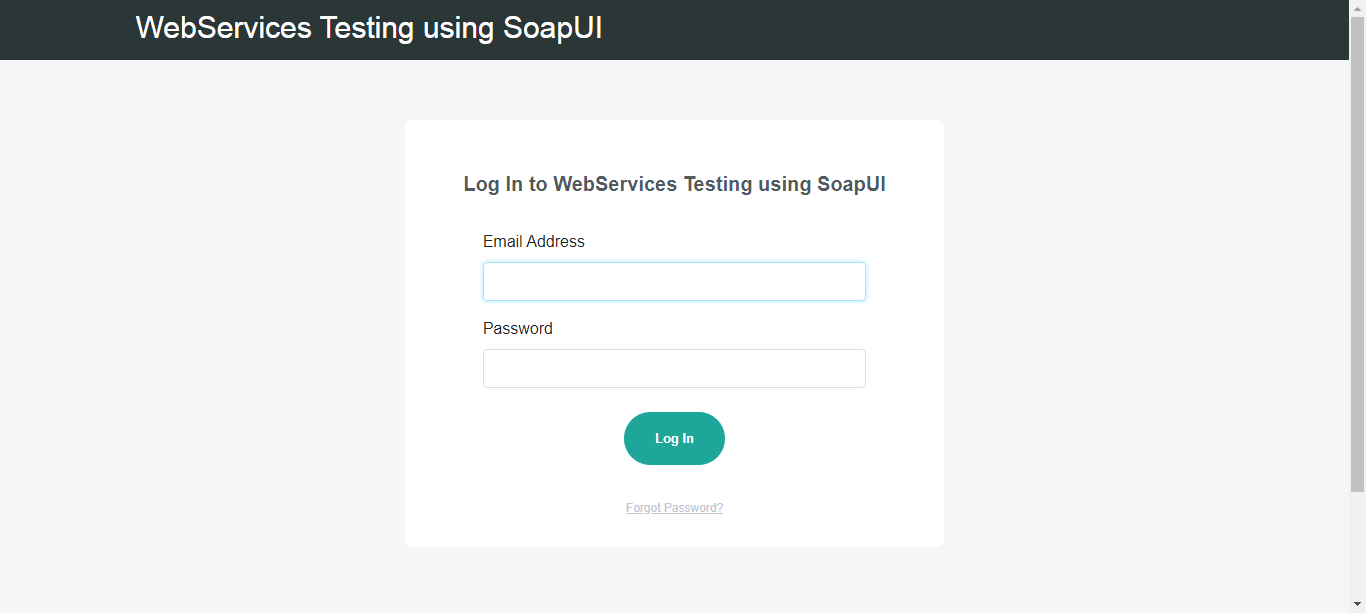 WebServices Testing using SoapUI
Log In to WebServices Testing using SoapUI
Email Address
Password
Log In
Forgot Password?